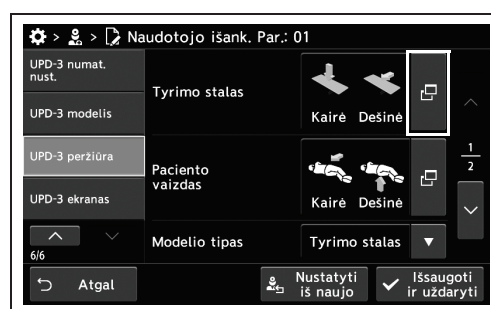 > > Naudotojo išank. Par.: 01
UPD-3 numat.
nust.
UPD-3 modelis
UPD-3 peržiūra
UPD-3 ekranas
6/6
Tyrimo stalas
Kairė Dešinė
Paciento
vaizdas
Kairė Dešinė
Modelio tipas
Tyrimo stalas
1
2
Atgal
Nustatyti
iš naujo
Išsaugoti
ir uždaryti